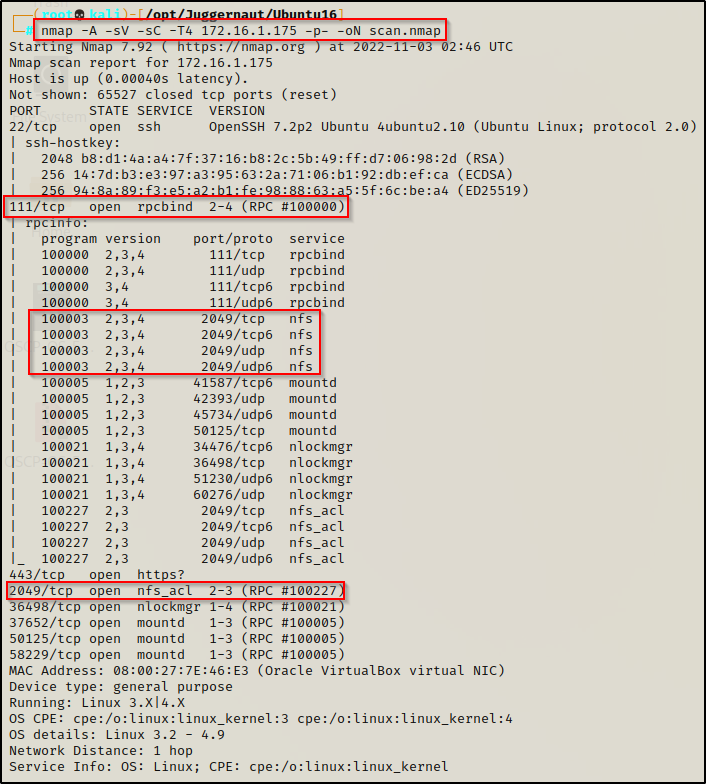 ┌──(root💀kali)-[/opt/Juggernaut/Ubuntu16]
└─# nmap -A -sV -sC -T4 172.16.1.175 -p- -oN scan.nmap
Starting Nmap 7.92 ( https://nmap.org ) at 2022-11-03 02:46 UTC
Nmap scan report for 172.16.1.175
Host is up (0.00040s latency).
Not shown: 65527 closed tcp ports (reset)
PORT      STATE SERVICE  VERSION
22/tcp    open  ssh      OpenSSH 7.2p2 Ubuntu 4ubuntu2.10 (Ubuntu Linux; protocol 2.0)
| ssh-hostkey:
|   2048 b8:d1:4a:a4:7f:37:16:b8:2c:5b:49:ff:d7:06:98:2d (RSA)
|   256 14:7d:b3:e3:97:a3:95:63:2a:71:06:b1:92:db:ef:ca (ECDSA)
|   256 94:8a:89:f3:e5:a2:b1:fe:98:88:63:a5:5f:6c:be:a4 (ED25519)
111/tcp   open  rpcbind  2-4 (RPC #100000)
| rpcinfo:
|   program version    port/proto  service
|   100000  2,3,4        111/tcp   rpcbind
|   100000  2,3,4        111/udp   rpcbind
|   100000  3,4          111/tcp6  rpcbind
|   100000  3,4          111/udp6  rpcbind
|   100003  2,3,4       2049/tcp   nfs
|   100003  2,3,4       2049/tcp6  nfs
|   100003  2,3,4       2049/udp   nfs
|   100003  2,3,4       2049/udp6  nfs
|   100005  1,2,3      41587/tcp6  mountd
|   100005  1,2,3      42393/udp   mountd
|   100005  1,2,3      45734/udp6  mountd
|   100005  1,2,3      50125/tcp   mountd
|   100021  1,3,4      34476/tcp6  nlockmgr
|   100021  1,3,4      36498/tcp   nlockmgr
|   100021  1,3,4      51230/udp6  nlockmgr
|   100021  1,3,4      60276/udp   nlockmgr
|   100227  2,3         2049/tcp   nfs_acl
|   100227  2,3         2049/tcp6  nfs_acl
|   100227  2,3         2049/udp   nfs_acl
|_  100227  2,3         2049/udp6  nfs_acl
443/tcp   open  https?
2049/tcp  open  nfs_acl  2-3 (RPC #100227)
36498/tcp open  nlockmgr 1-4 (RPC #100021)
37652/tcp open  mountd   1-3 (RPC #100005)
50125/tcp open  mountd   1-3 (RPC #100005)
58229/tcp open  mountd   1-3 (RPC #100005)
MAC Address: 08:00:27:7E:46:E3 (Oracle VirtualBox virtual NIC)
Device type: general purpose
Running: Linux 3.X|4.X
OS CPE: cpe:/o:linux:linux_kernel:3 cpe:/o:linux:linux_kernel:4
OS details: Linux 3.2 - 4.9
Network Distance: 1 hop
Service Info: OS: Linux; CPE: cpe:/o:linux:linux_kernel